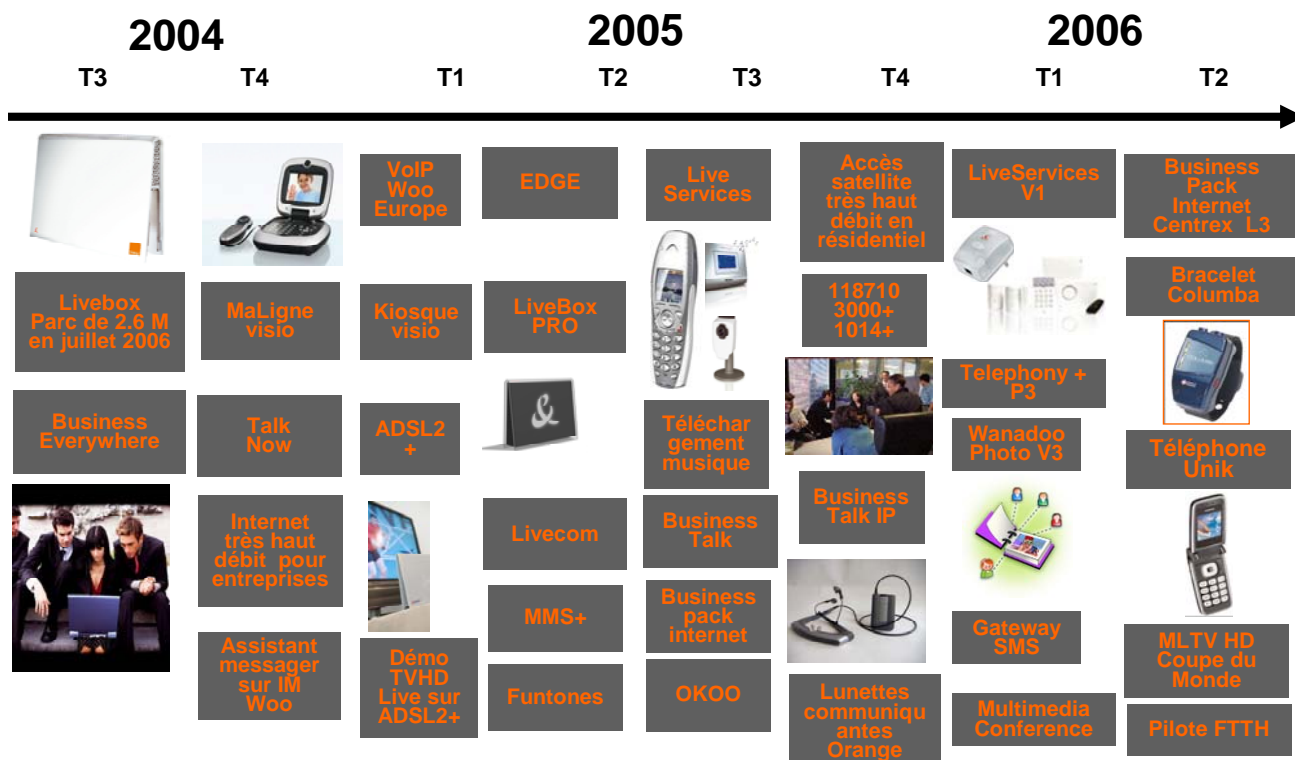 2004
2005
2006
T3
T4
T1
T2
T3
T4
T1
T2
Livebox
Parc de 2.6 M
en juillet 2006
Business
Everywhere
MaLigne
visio
Talk
Now
Internet
très haut
débit pour
entreprises
Assistant
messager
sur IM
Woo
VoIP
Woo
Europe
Kiosque
visio
ADSL2
+
Démo
TVHD
Live sur
ADSL2+
EDGE
LiveBox
PRO
&
Livecom
MMS+
Funtones
Live
Services
Téléchar
gement
musique
Business
Talk
Business
pack
internet
OKOO
Accès
satellite
très haut
débit en
résidentiel
118710
3000+
1014+
Business
Talk IP
Lunettes
communiqu
antes
Orange
LiveServices
V1
Telephony +
P3
Wanadoo
Photo V3
Gateway
SMS
Multimedia
Conference
Business
Pack
Internet
Centrex L3
Bracelet
Columba
Téléphone
Unik
MLTV HD
Coupe du
Monde
Pilote FTTH